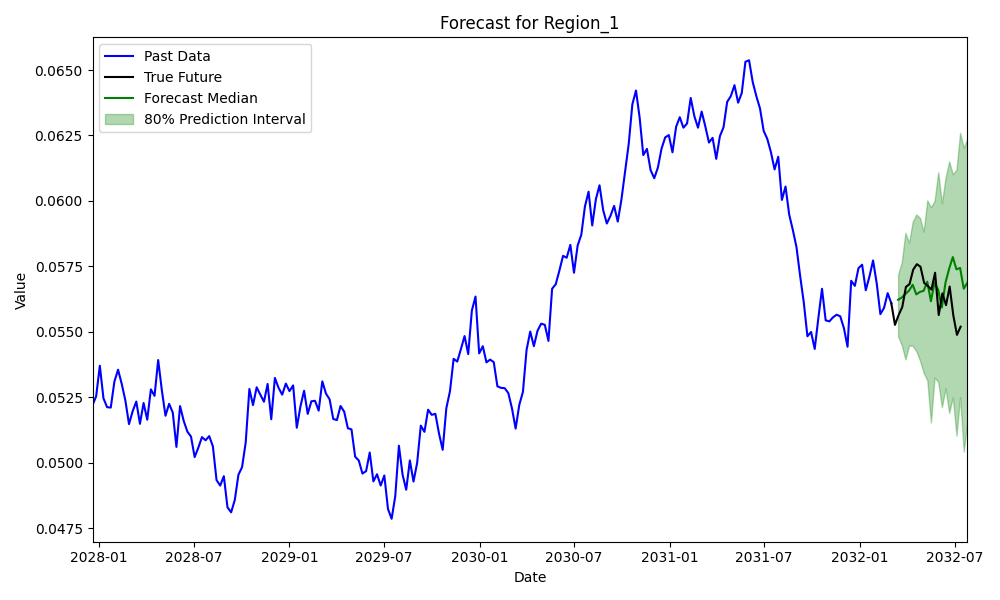 Forecast for Region_1
Past Data
True Future
Forecast Median
80% Prediction Interval
Value
0.0650
0.0625
0.0600
0.0575
0.0550
0.0525
0.0500
0.0475
2028-01 2028-07 2029-01 2029-07 2030-01 2030-07 2031-01 2031-07 2032-01 2032-07
Date